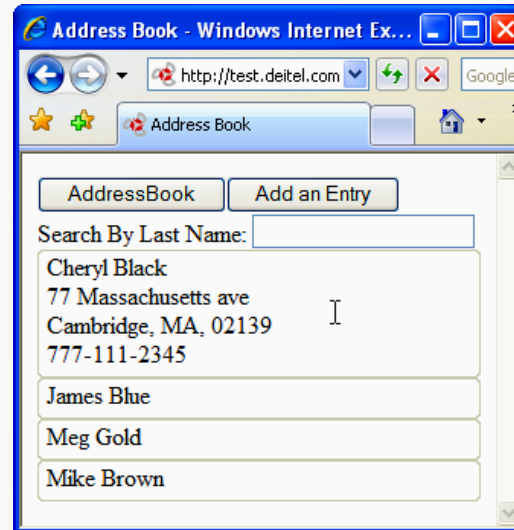 Address Book - Windows Internet Ex...
http://test.deitel.com
Google
Address Book
AddressBook Add an Entry
Search By Last Name:
Cheryl Black
77 Massachusetts ave
Cambridge, MA, 02139
777-111-2345
James Blue
Meg Gold
Mike Brown